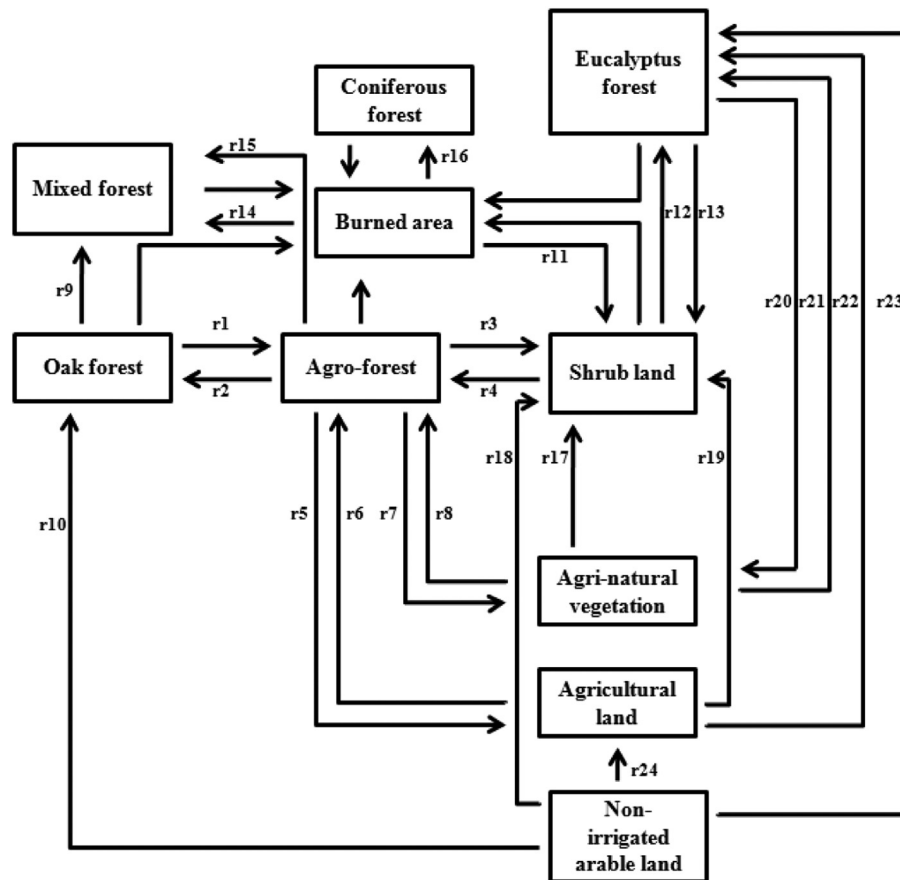 Eucalyptus
forest
Coniferous
forest
r15
r16
Mixed forest
r14
Burned area
r12
r13
r11
r9
r20
r21
r22
r23
r1
r3
Oak forest
Agro-forest
Shrub land
r2
r4
r18
r17
r19
r10
r5
r6
r7
r8
Agri-natural
vegetation
Agricultural
land
r24
Non-
irrigated
arable land